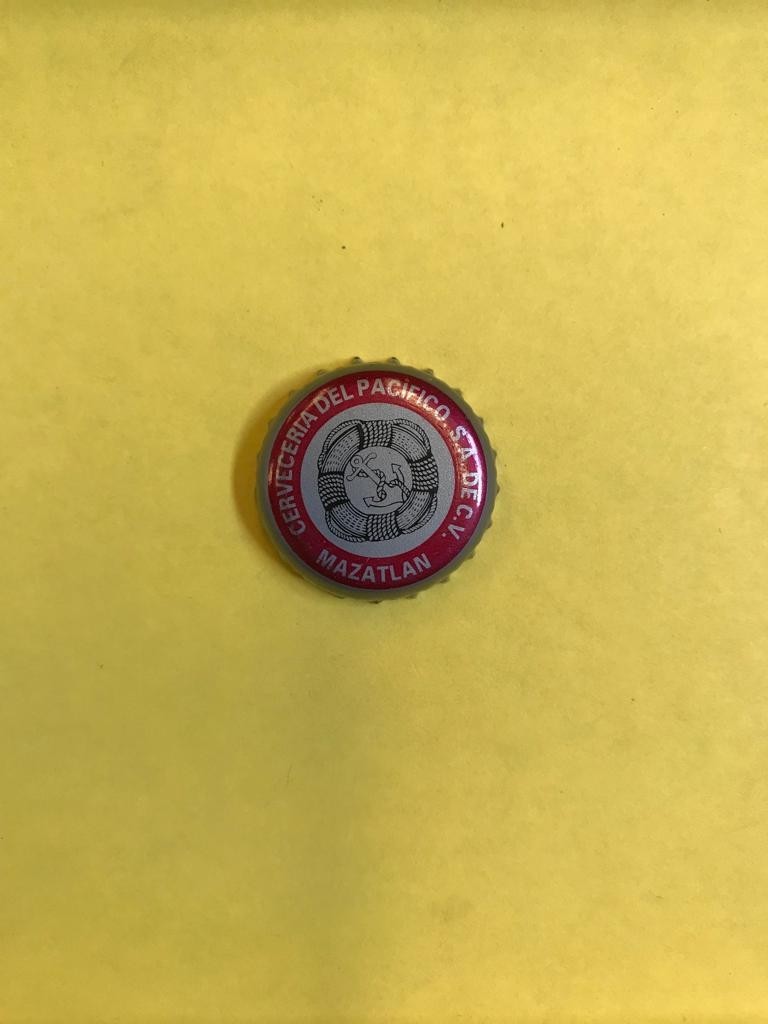 CERVECERIA DEL PACIFICO, S.A. DE C.V.
MAZATLAN